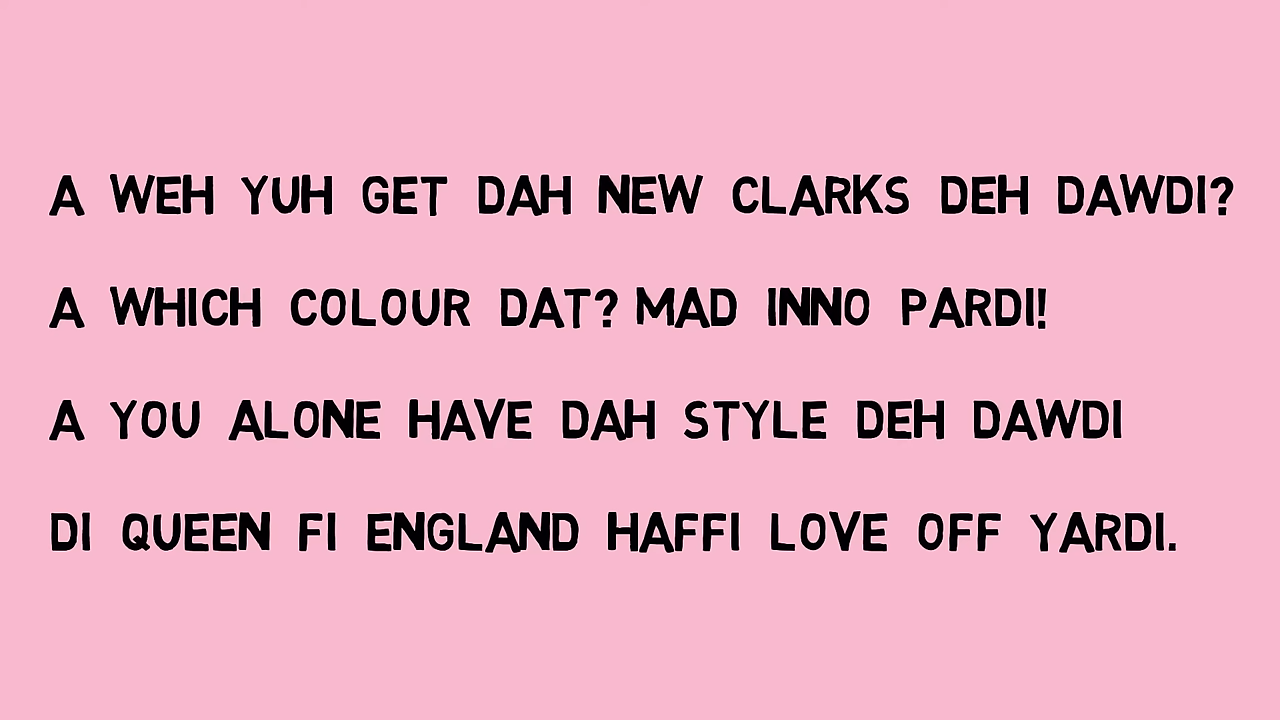 A WEH YUH GET DAH NEW CLARKS DEH DAWDI?
A WHICH COLOUR DAT? MAD INNO PARDI!
A YOU ALONE HAVE DAH STYLE DEH DAWDI
DI QUEEN FI ENGLAND HAFFI LOVE OFF YARDI.